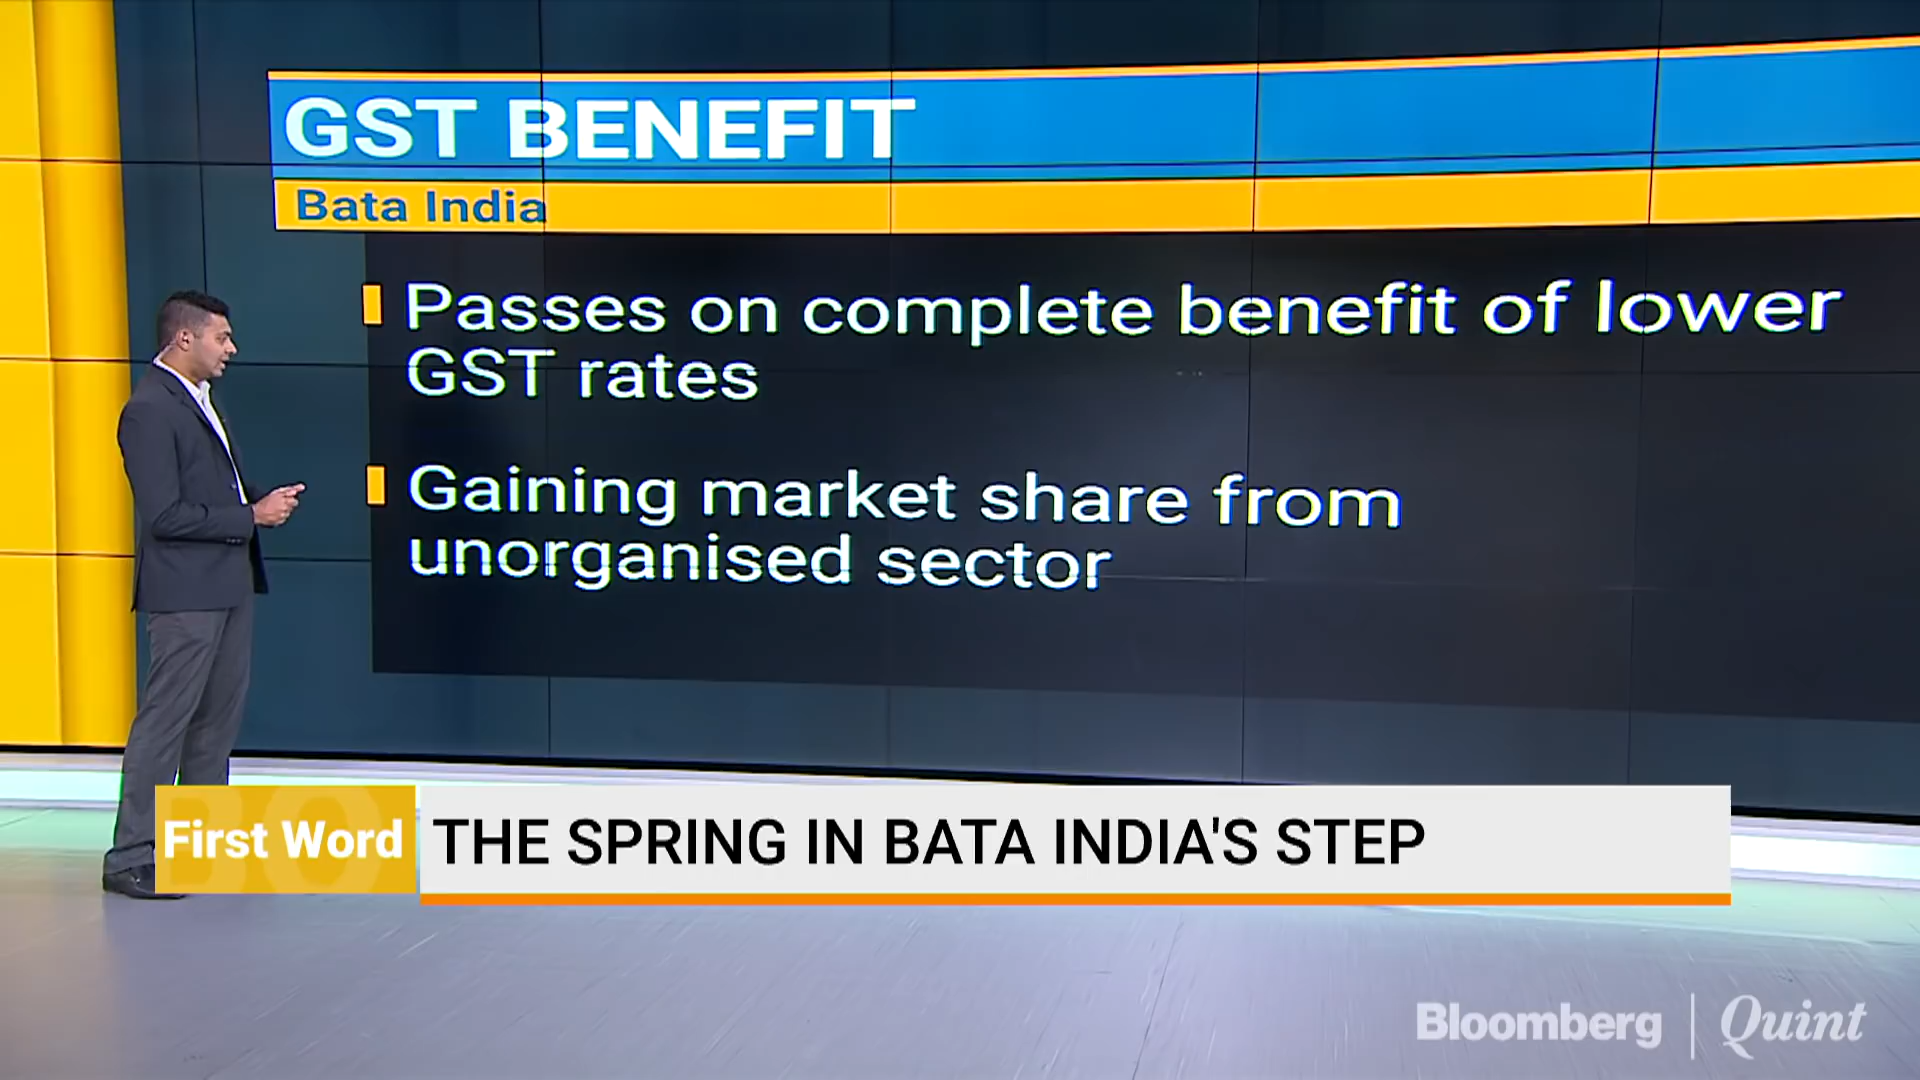 GST BENEFIT
Bata India
Passes on complete benefit of lower
GST rates
Gaining market share from
unorganised sector
First Word
THE SPRING IN BATA INDIA'S STEP
Bloomberg | Quint